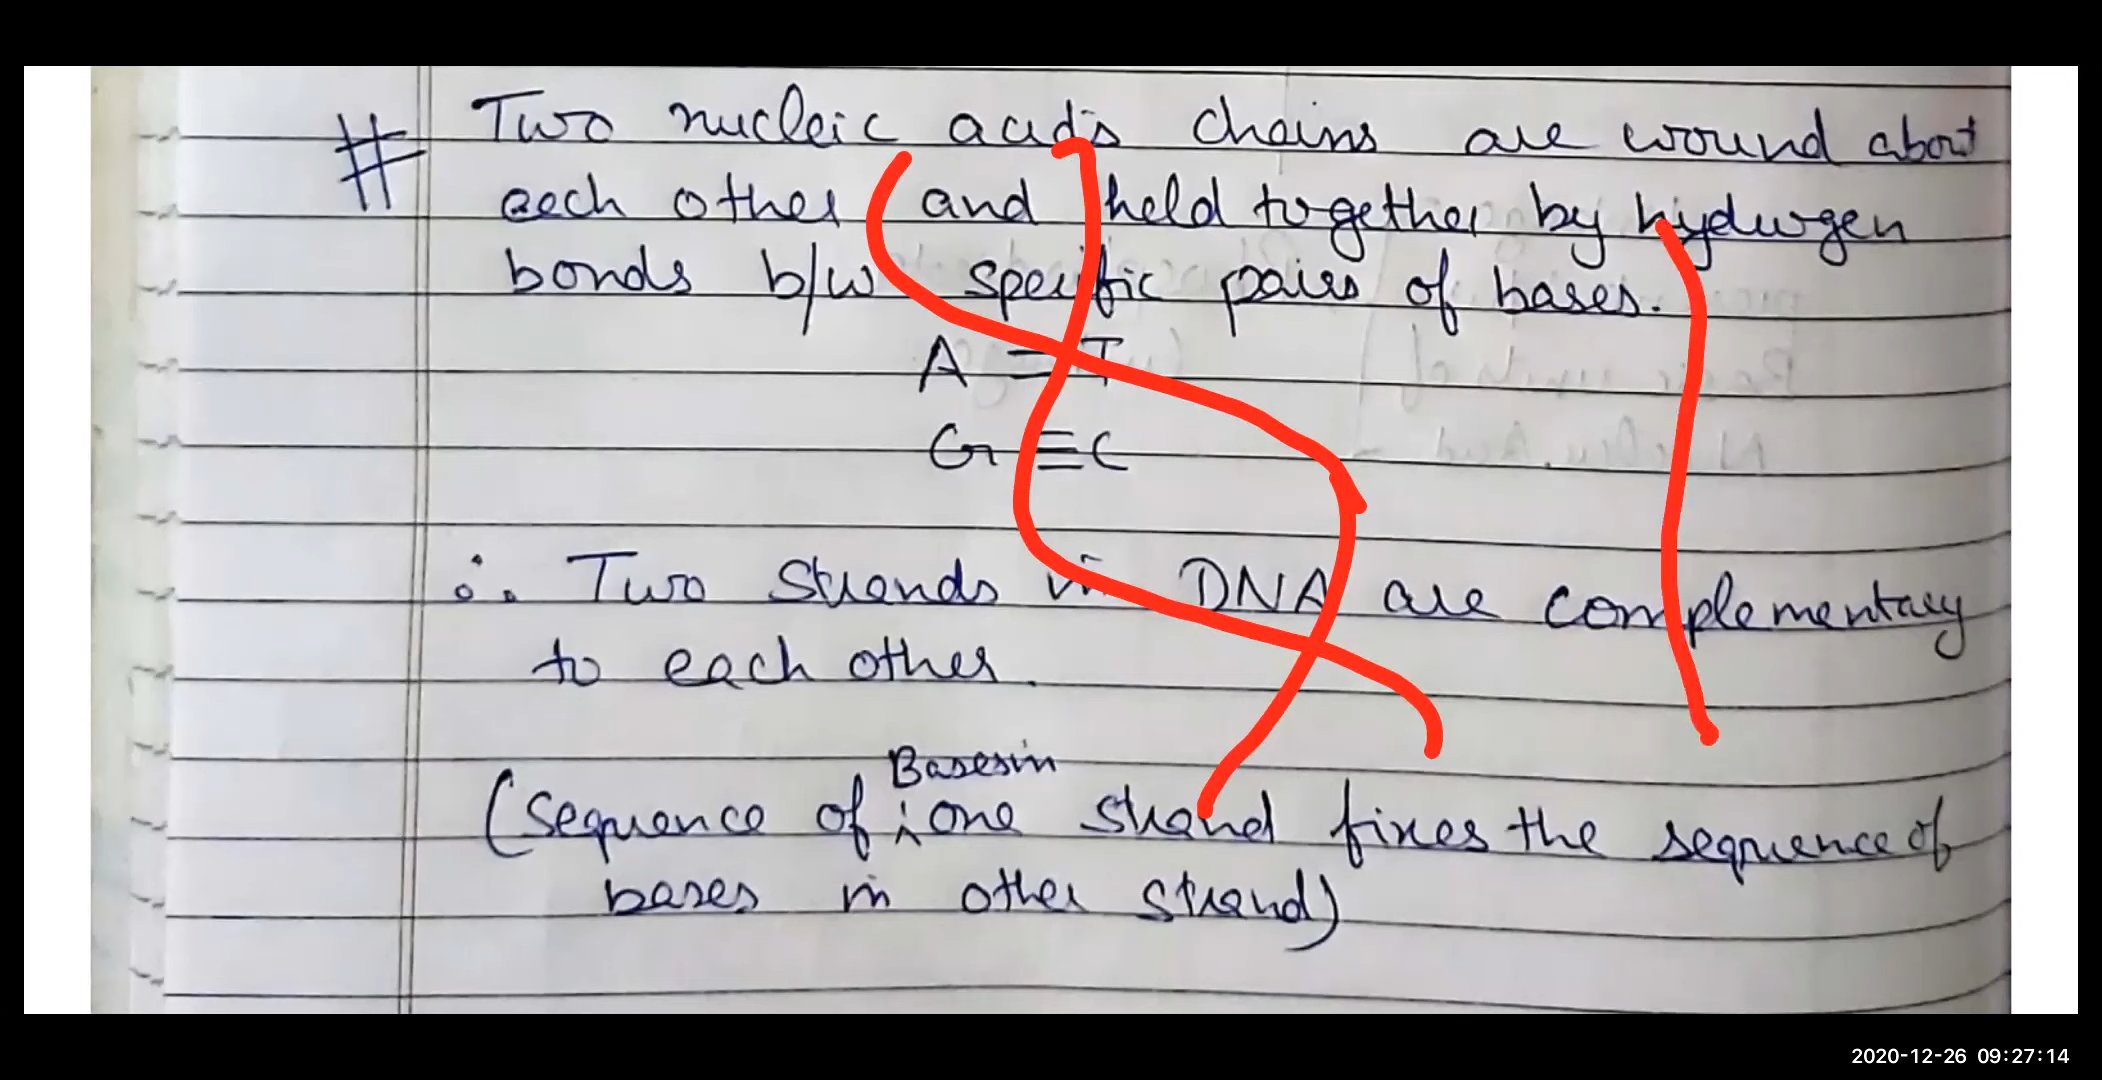 # Two nucleic acids chains are wound about
each other and held together by hydrogen
bonds b/w specific pairs of bases.
A = T
G ≡ C
∴ Two strands in DNA are complementary
to each other.
Bases in
(sequence of one strand fixes the sequence of
bases in other strand)
2020-12-26 09:27:14